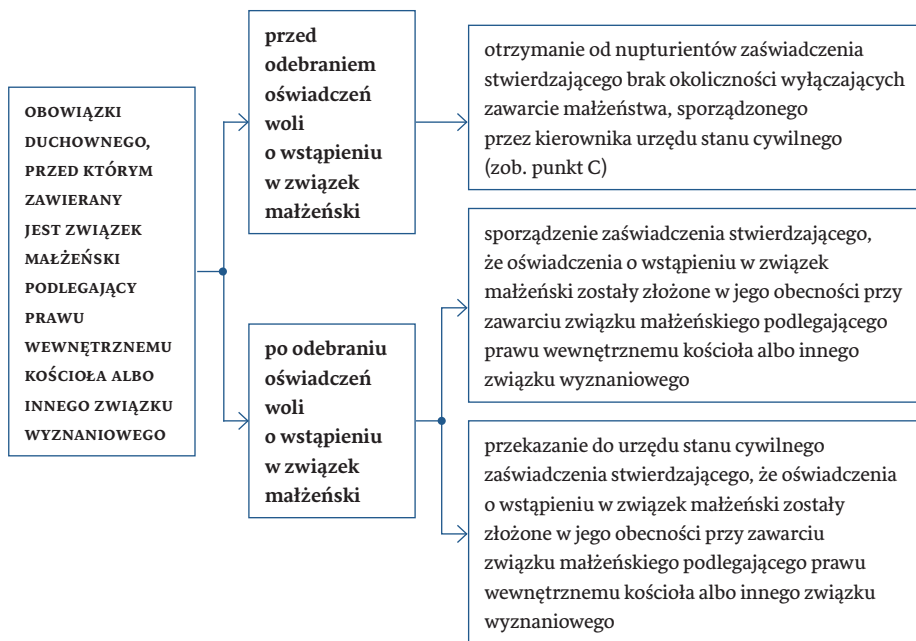 OBOWIĄZKI
DUCHOWNEGO,
PRZED KTÓRYM
ZAWIERANY
JEST ZWIĄZEK
MAŁŻEŃSKI
PODLEGAJĄCY
PRAWU
WEWNĘTRZNEMU
KOŚCIOŁA ALBO
INNEGO ZWIĄZKU
WYZNANIOWEGO
przed
odebraniem
oświadczeń
woli
o wstąpieniu
w związek
małżeński
otrzymanie od nupturientów zaświadczenia
stwierdzającego brak okoliczności wyłączających
zawarcie małżeństwa, sporządzonego
przez kierownika urzędu stanu cywilnego
(zob. punkt C)
po odebraniu
oświadczeń
woli
o wstąpieniu
w związek
małżeński
sporządzenie zaświadczenia stwierdzającego,
że oświadczenia o wstąpieniu w związek
małżeński zostały złożone w jego obecności przy
zawarciu związku małżeńskiego podlegającego
prawu wewnętrznemu kościoła albo innego
związku wyznaniowego
przekazanie do urzędu stanu cywilnego
zaświadczenia stwierdzającego, że oświadczenia
o wstąpieniu w związek małżeński zostały
złożone w jego obecności przy zawarciu
związku małżeńskiego podlegającego prawu
wewnętrznemu kościoła albo innego związku
wyznaniowego